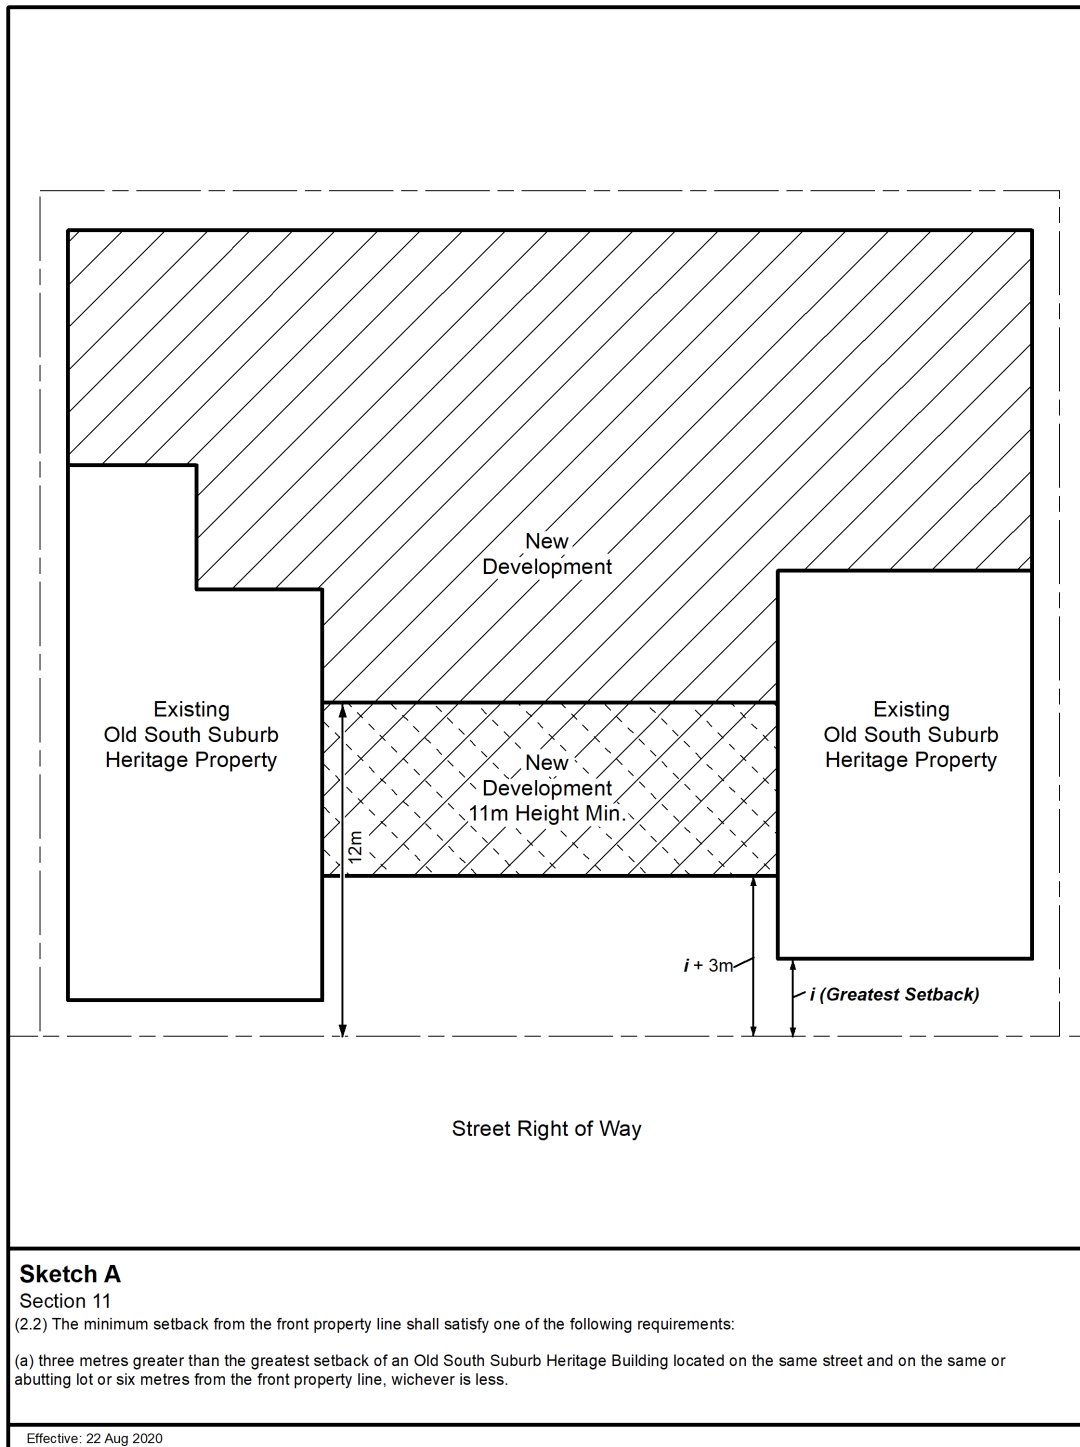 New
Development
Existing
Old South Suburb
Heritage Property
Existing
Old South Suburb
Heritage Property
New
Development
11m Height Min.
12m
i + 3m
i (Greatest Setback)
Street Right of Way
Sketch A
Section 11
(2.2) The minimum setback from the front property line shall satisfy one of the following requirements:
(a) three metres greater than the greatest setback of an Old South Suburb Heritage Building located on the same street and on the same or
abutting lot or six metres from the front property line, wichever is less.
Effective: 22 Aug 2020